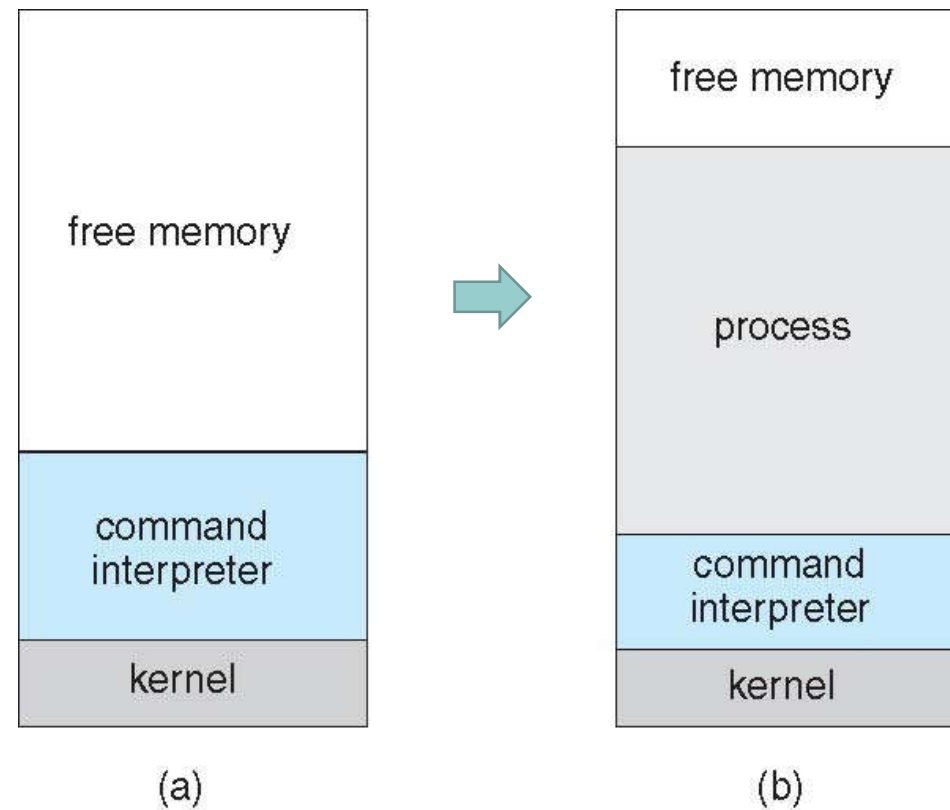 free memory
command
interpreter
kernel
(a)
free memory
process
command
interpreter
kernel
(b)